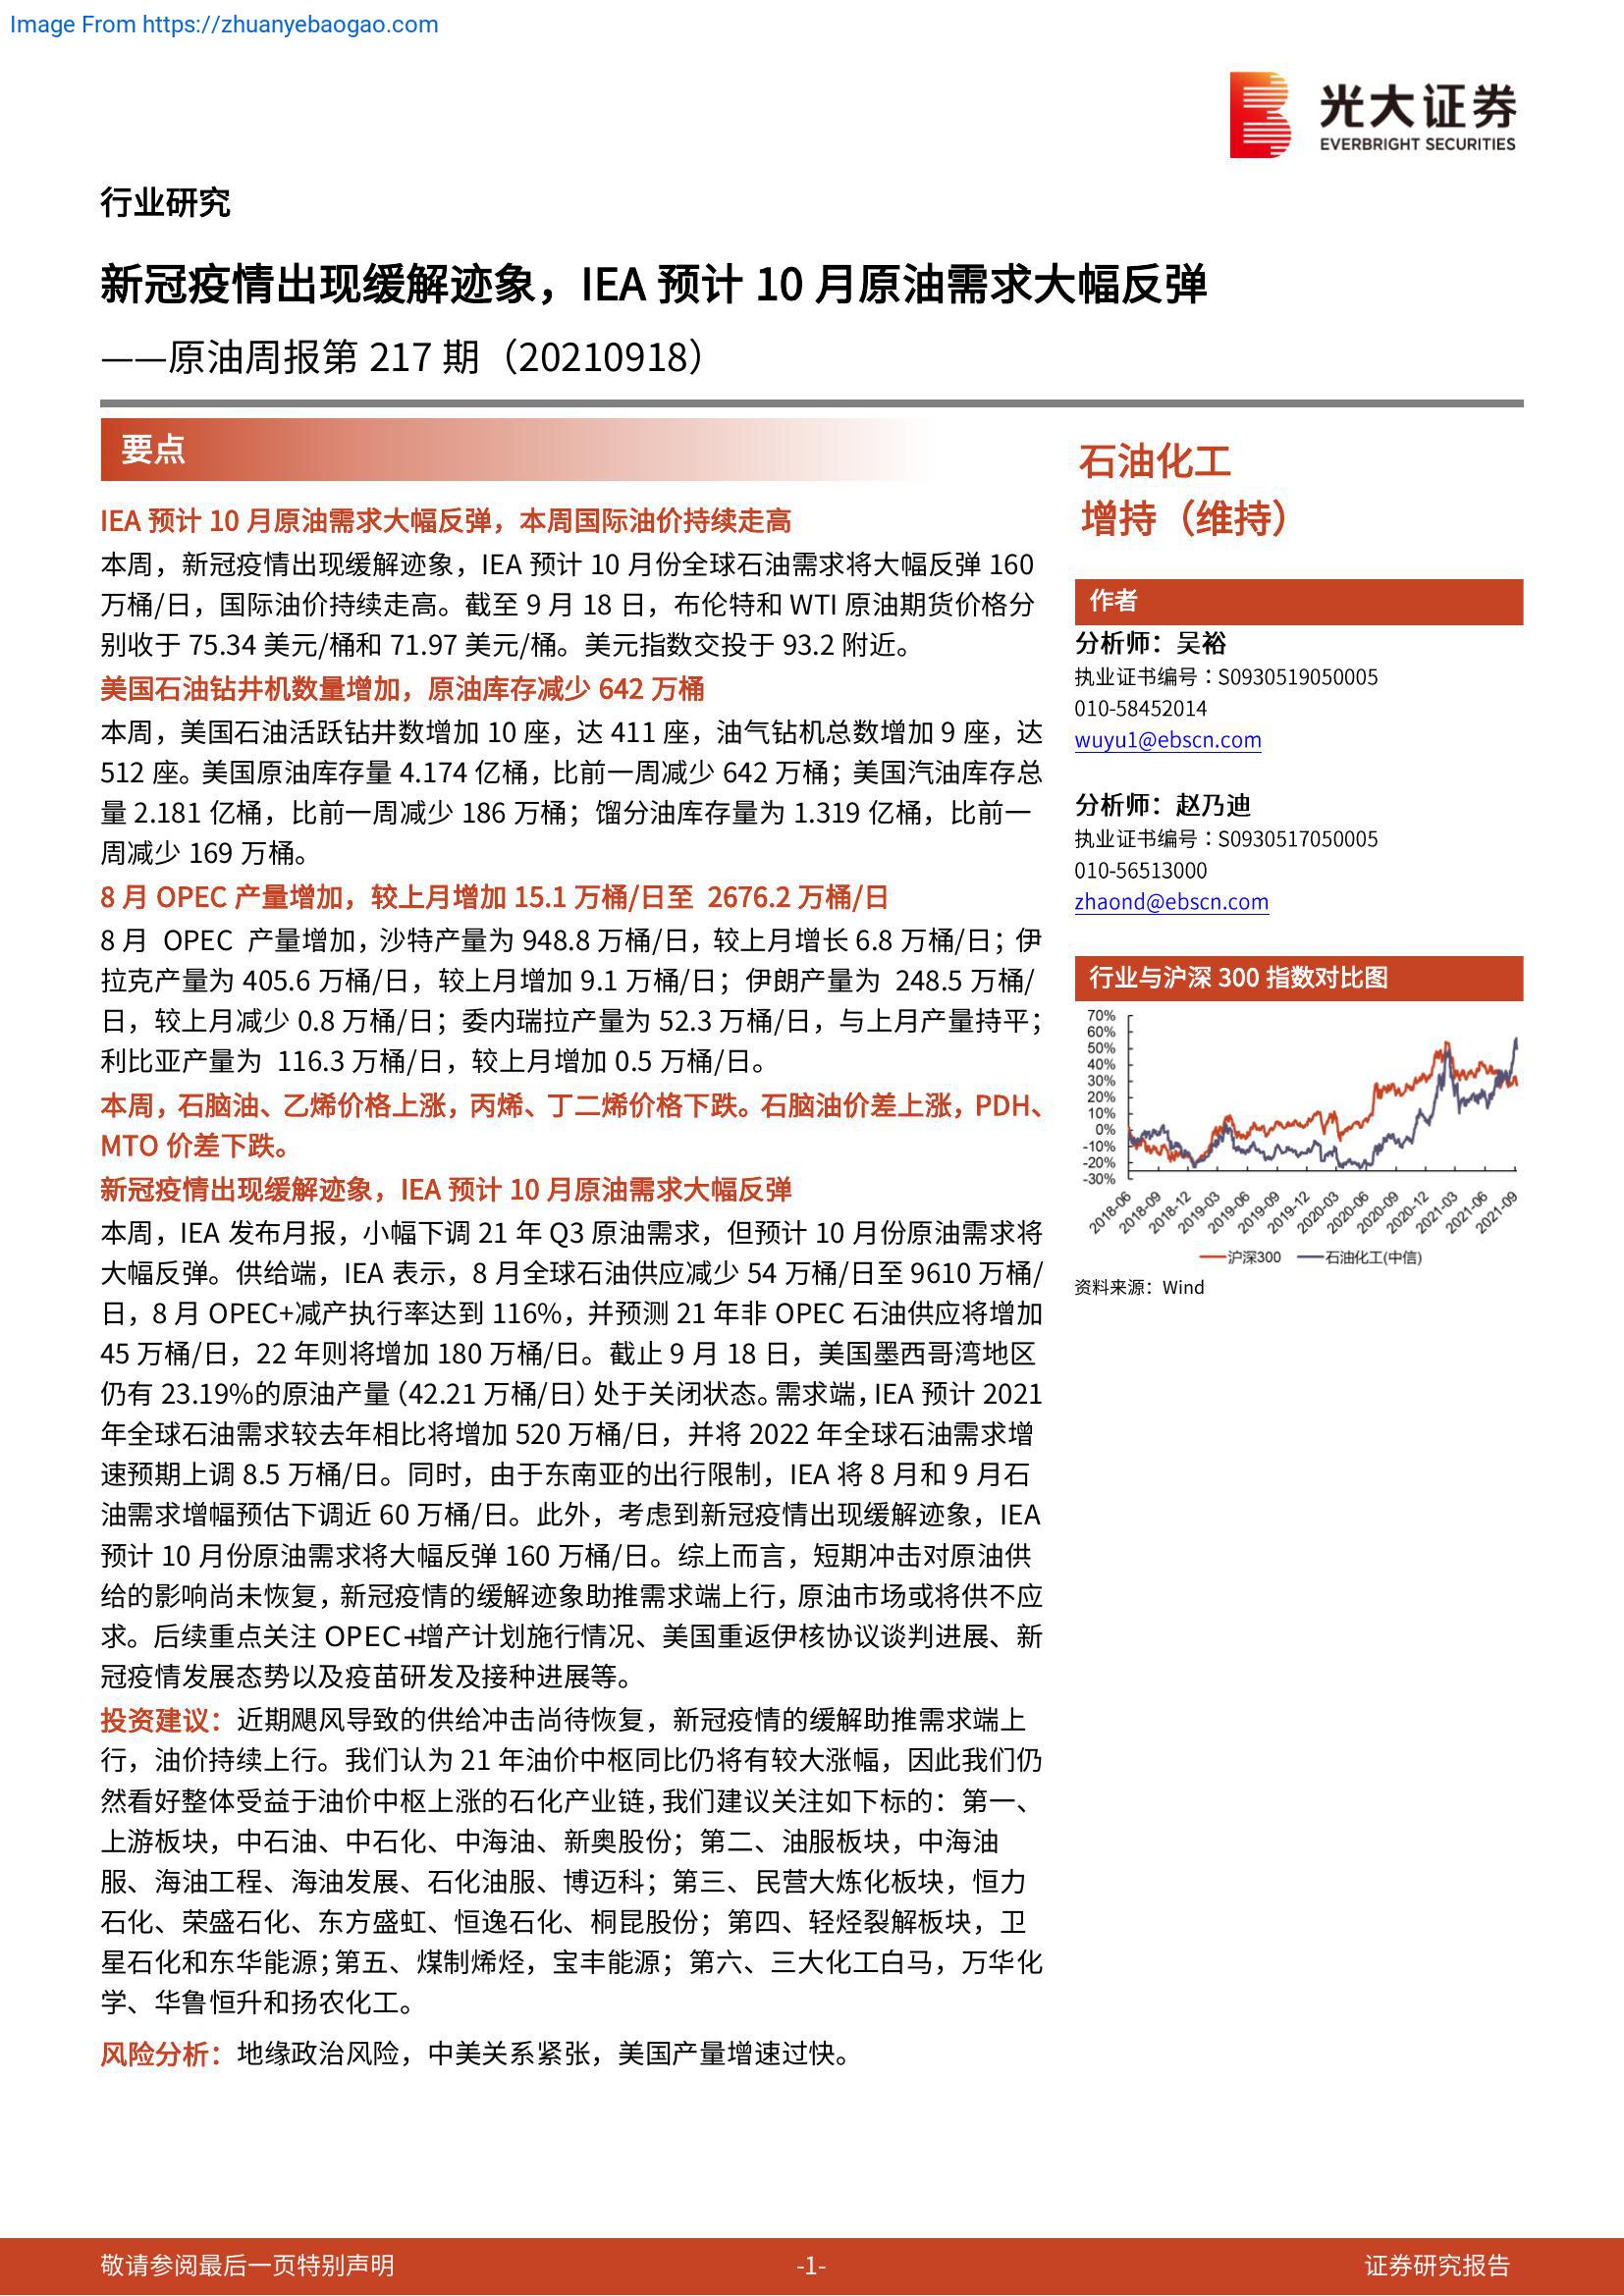 Image From https://zhuanyebaogao.com
光大证券
EVERBRIGHT SECURITIES
行业研究
新冠疫情出现缓解迹象，IEA 预计 10 月原油需求大幅反弹
——原油周报第 217 期（20210918）
要点
IEA 预计 10 月原油需求大幅反弹，本周国际油价持续走高
本周，新冠疫情出现缓解迹象，IEA 预计 10 月份全球石油需求将大幅反弹 160
万桶/日，国际油价持续走高。截至 9 月 18 日，布伦特和 WTI 原油期货价格分
别收于 75.34 美元/桶和 71.97 美元/桶。美元指数交投于 93.2 附近。
美国石油钻井机数量增加，原油库存减少 642 万桶
本周，美国石油活跃钻井数增加 10 座，达 411 座，油气钻机总数增加 9 座，达
512 座。美国原油库存量 4.174 亿桶，比前一周减少 642 万桶；美国汽油库存总
量 2.181 亿桶，比前一周减少 186 万桶；馏分油库存量为 1.319 亿桶，比前一
周减少 169 万桶。
8 月 OPEC 产量增加，较上月增加 15.1 万桶/日至 2676.2 万桶/日
8 月 OPEC 产量增加，沙特产量为 948.8 万桶/日，较上月增长 6.8 万桶/日；伊
拉克产量为 405.6 万桶/日，较上月增加 9.1 万桶/日；伊朗产量为 248.5 万桶/
日，较上月减少 0.8 万桶/日；委内瑞拉产量为 52.3 万桶/日，与上月产量持平；
利比亚产量为 116.3 万桶/日，较上月增加 0.5 万桶/日。
本周，石脑油、乙烯价格上涨，丙烯、丁二烯价格下跌。石脑油价差上涨，PDH、
MTO 价差下跌。
新冠疫情出现缓解迹象，IEA 预计 10 月原油需求大幅反弹
本周，IEA 发布月报，小幅下调 21 年 Q3 原油需求，但预计 10 月份原油需求将
大幅反弹。供给端，IEA 表示，8 月全球石油供应减少 54 万桶/日至 9610 万桶/
日，8 月 OPEC+减产执行率达到 116%，并预测 21 年非 OPEC 石油供应将增加
45 万桶/日，22 年则将增加 180 万桶/日。截止 9 月 18 日，美国墨西哥湾地区
仍有 23.19%的原油产量（42.21 万桶/日）处于关闭状态。需求端，IEA 预计 2021
年全球石油需求较去年相比将增加 520 万桶/日，并将 2022 年全球石油需求增
速预期上调 8.5 万桶/日。同时，由于东南亚的出行限制，IEA 将 8 月和 9 月石
油需求增幅预估下调近 60 万桶/日。此外，考虑到新冠疫情出现缓解迹象，IEA
预计 10 月份原油需求将大幅反弹 160 万桶/日。综上而言，短期冲击对原油供
给的影响尚未恢复，新冠疫情的缓解迹象助推需求端上行，原油市场或将供不应
求。后续重点关注 OPEC+增产计划施行情况、美国重返伊核协议谈判进展、新
冠疫情发展态势以及疫苗研发及接种进展等。
投资建议：近期飓风导致的供给冲击尚待恢复，新冠疫情的缓解助推需求端上
行，油价持续上行。我们认为 21 年油价中枢同比仍将有较大涨幅，因此我们仍
然看好整体受益于油价中枢上涨的石化产业链，我们建议关注如下标的：第一、
上游板块，中石油、中石化、中海油、新奥股份；第二、油服板块，中海油
服、海油工程、海油发展、石化油服、博迈科；第三、民营大炼化板块，恒力
石化、荣盛石化、东方盛虹、恒逸石化、桐昆股份；第四、轻烃裂解板块，卫
星石化和东华能源；第五、煤制烯烃，宝丰能源；第六、三大化工白马，万华化
学、华鲁恒升和扬农化工。
风险分析：地缘政治风险，中美关系紧张，美国产量增速过快。
石油化工
增持（维持）
作者
分析师：吴裕
执业证书编号：S0930519050005
010-58452014
wuyu1@ebscn.com
分析师：赵乃迪
执业证书编号：S0930517050005
010-56513000
zhaond@ebscn.com
行业与沪深 300 指数对比图
70%
60%
50%
40%
30%
20%
10%
0%
-10%
-20%
-30%
2018-06 2018-09 2018-12 2019-03 2019-06 2019-09 2019-12 2020-03 2020-06 2020-09 2020-12 2021-03 2021-06 2021-09
沪深300 石油化工(中信)
资料来源：Wind
敬请参阅最后一页特别声明 -1- 证券研究报告